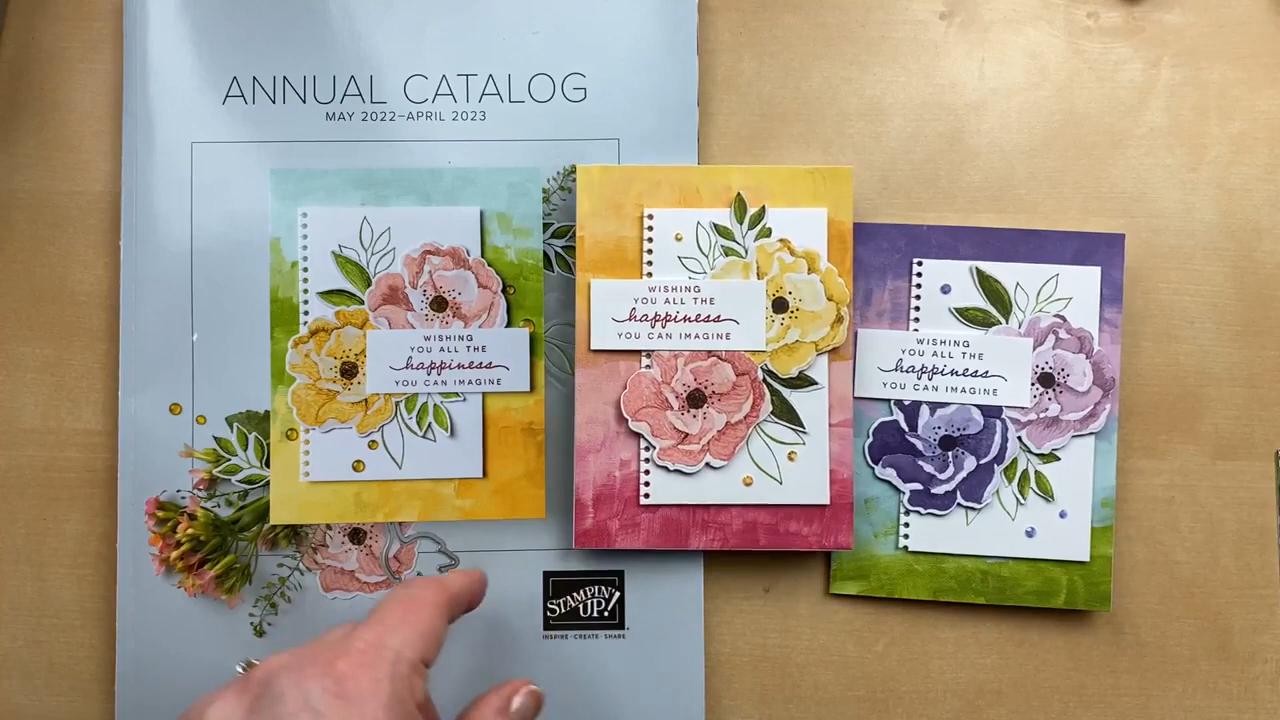 ANNUAL CATALOG
MAY 2022–APRIL 2023
WISHING
YOU ALL THE
happiness
YOU CAN IMAGINE
WISHING
YOU ALL THE
happiness
YOU CAN IMAGINE
WISHING
YOU ALL THE
happiness
YOU CAN IMAGINE
STAMPIN'
UP!
INSPIRE · CREATE · SHARE